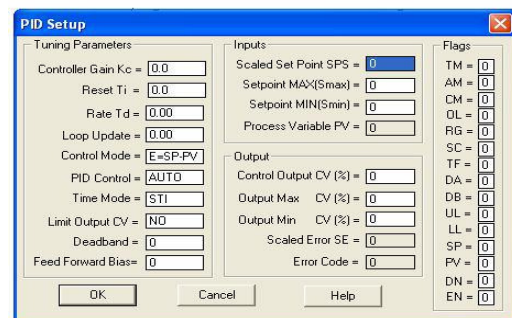 PID Setup
Tuning Parameters
Controller Gain Kc = 0.0
Reset Ti = 0.0
Rate Td = 0.00
Loop Update = 0.00
Control Mode = E=SP-PV
PID Control = AUTO
Time Mode = STI
Limit Output CV = NO
Deadband = 0
Feed Forward Bias= 0
Inputs
Scaled Set Point SPS = 0
Setpoint MAX(Smax) = 0
Setpoint MIN(Smin) = 0
Process Variable PV = 0
Output
Control Output CV (%) = 0
Output Max CV (%) = 0
Output Min CV (%) = 0
Scaled Error SE = 0
Error Code = 0
Flags
TM = 0
AM = 0
CM = 0
OL = 0
RG = 0
SC = 0
TF = 0
DA = 0
DB = 0
UL = 0
LL = 0
SP = 0
PV = 0
DN = 0
EN = 0
OK
Cancel
Help